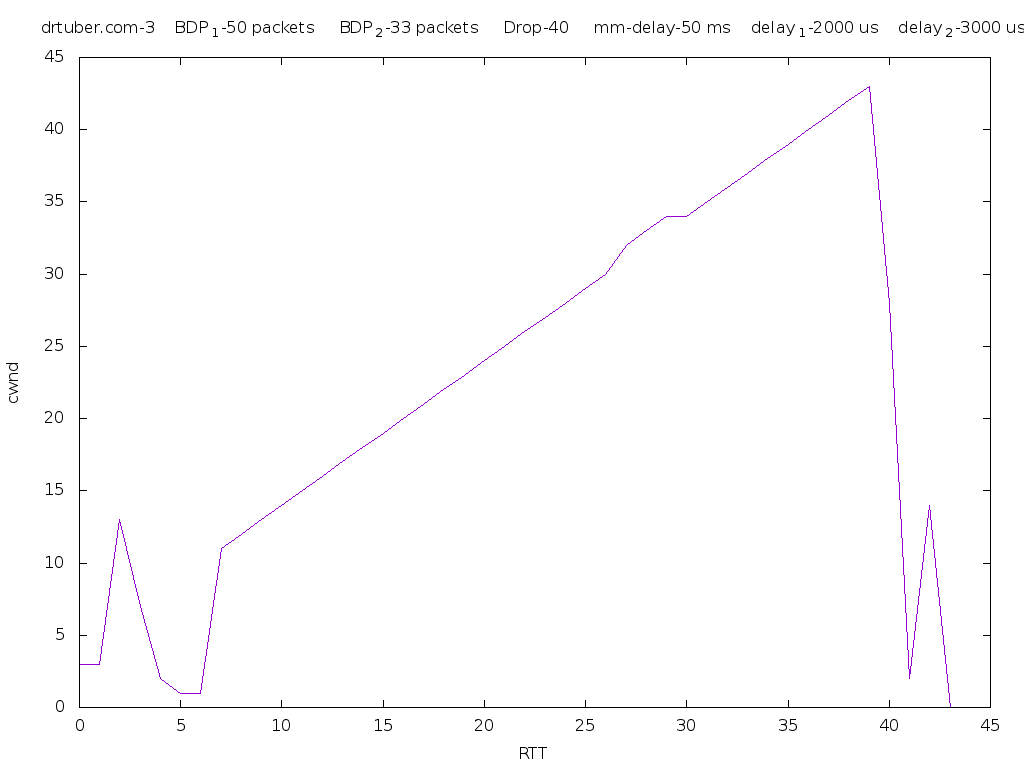 drtuber.com-3 BDP1-50 packets BDP2-33 packets Drop-40 mm-delay-50 ms delay1-2000 us delay2-3000 us
45
40
35
30
25
20
15
10
5
0
cwnd
0 5 10 15 20 25 30 35 40 45
RTT